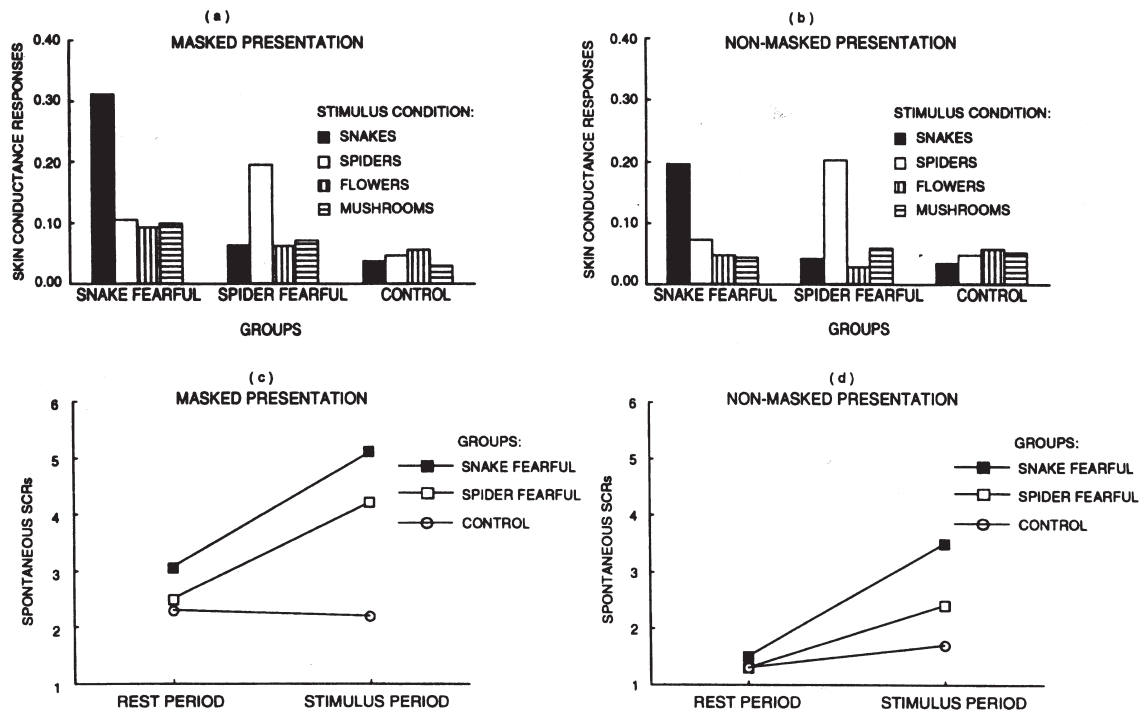 (a)
MASKED PRESENTATION
SKIN CONDUCTANCE RESPONSES
0.40
0.30
0.20
0.10
0.00
STIMULUS CONDITION:
SNAKES
SPIDERS
FLOWERS
MUSHROOMS
SNAKE FEARFUL SPIDER FEARFUL CONTROL
GROUPS
(b)
NON-MASKED PRESENTATION
SKIN CONDUCTANCE RESPONSES
0.40
0.30
0.20
0.10
0.00
STIMULUS CONDITION:
SNAKES
SPIDERS
FLOWERS
MUSHROOMS
SNAKE FEARFUL SPIDER FEARFUL CONTROL
GROUPS
(c)
MASKED PRESENTATION
SPONTANEOUS SCRs
6
5
4
3
2
1
GROUPS:
SNAKE FEARFUL
SPIDER FEARFUL
CONTROL
REST PERIOD STIMULUS PERIOD
(d)
NON-MASKED PRESENTATION
SPONTANEOUS SCRs
6
5
4
3
2
1
GROUPS:
SNAKE FEARFUL
SPIDER FEARFUL
CONTROL
REST PERIOD STIMULUS PERIOD